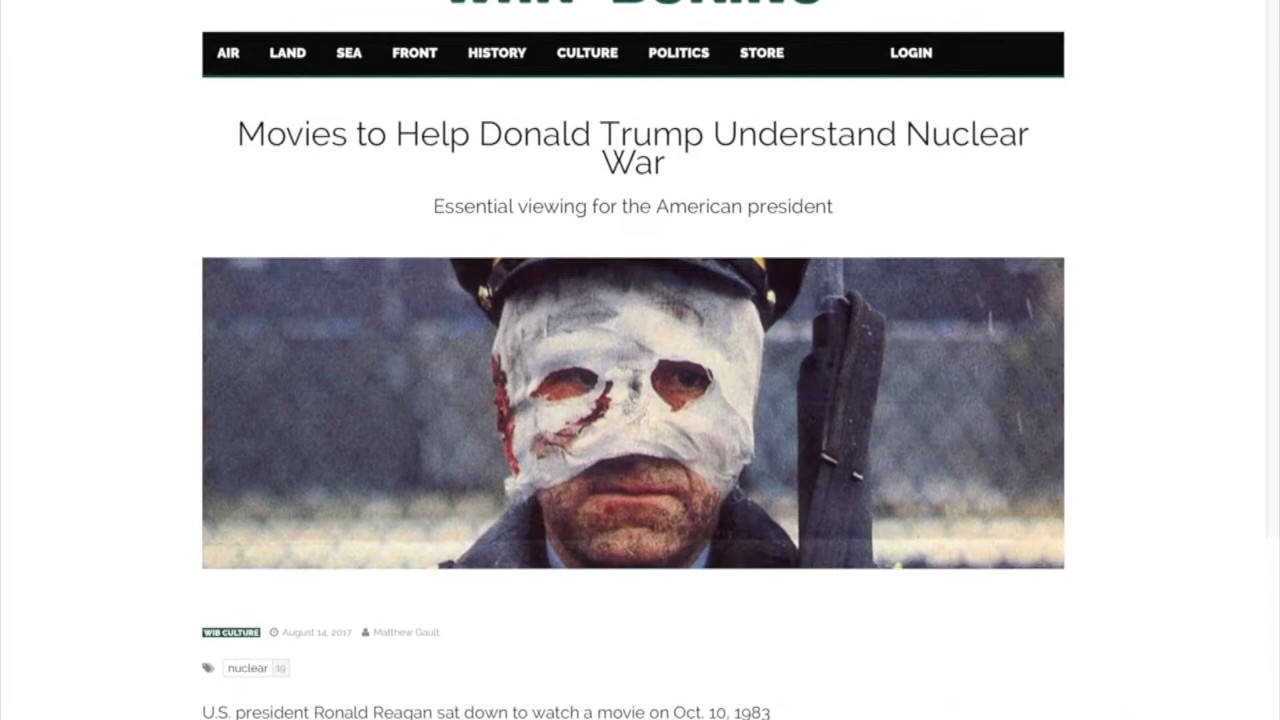 AIR LAND SEA FRONT HISTORY CULTURE POLITICS STORE LOGIN
Movies to Help Donald Trump Understand Nuclear
War
Essential viewing for the American president
WIB CULTURE August 14, 2017 Matthew Gault
nuclear 19
U.S. president Ronald Reagan sat down to watch a movie on Oct. 10, 1983